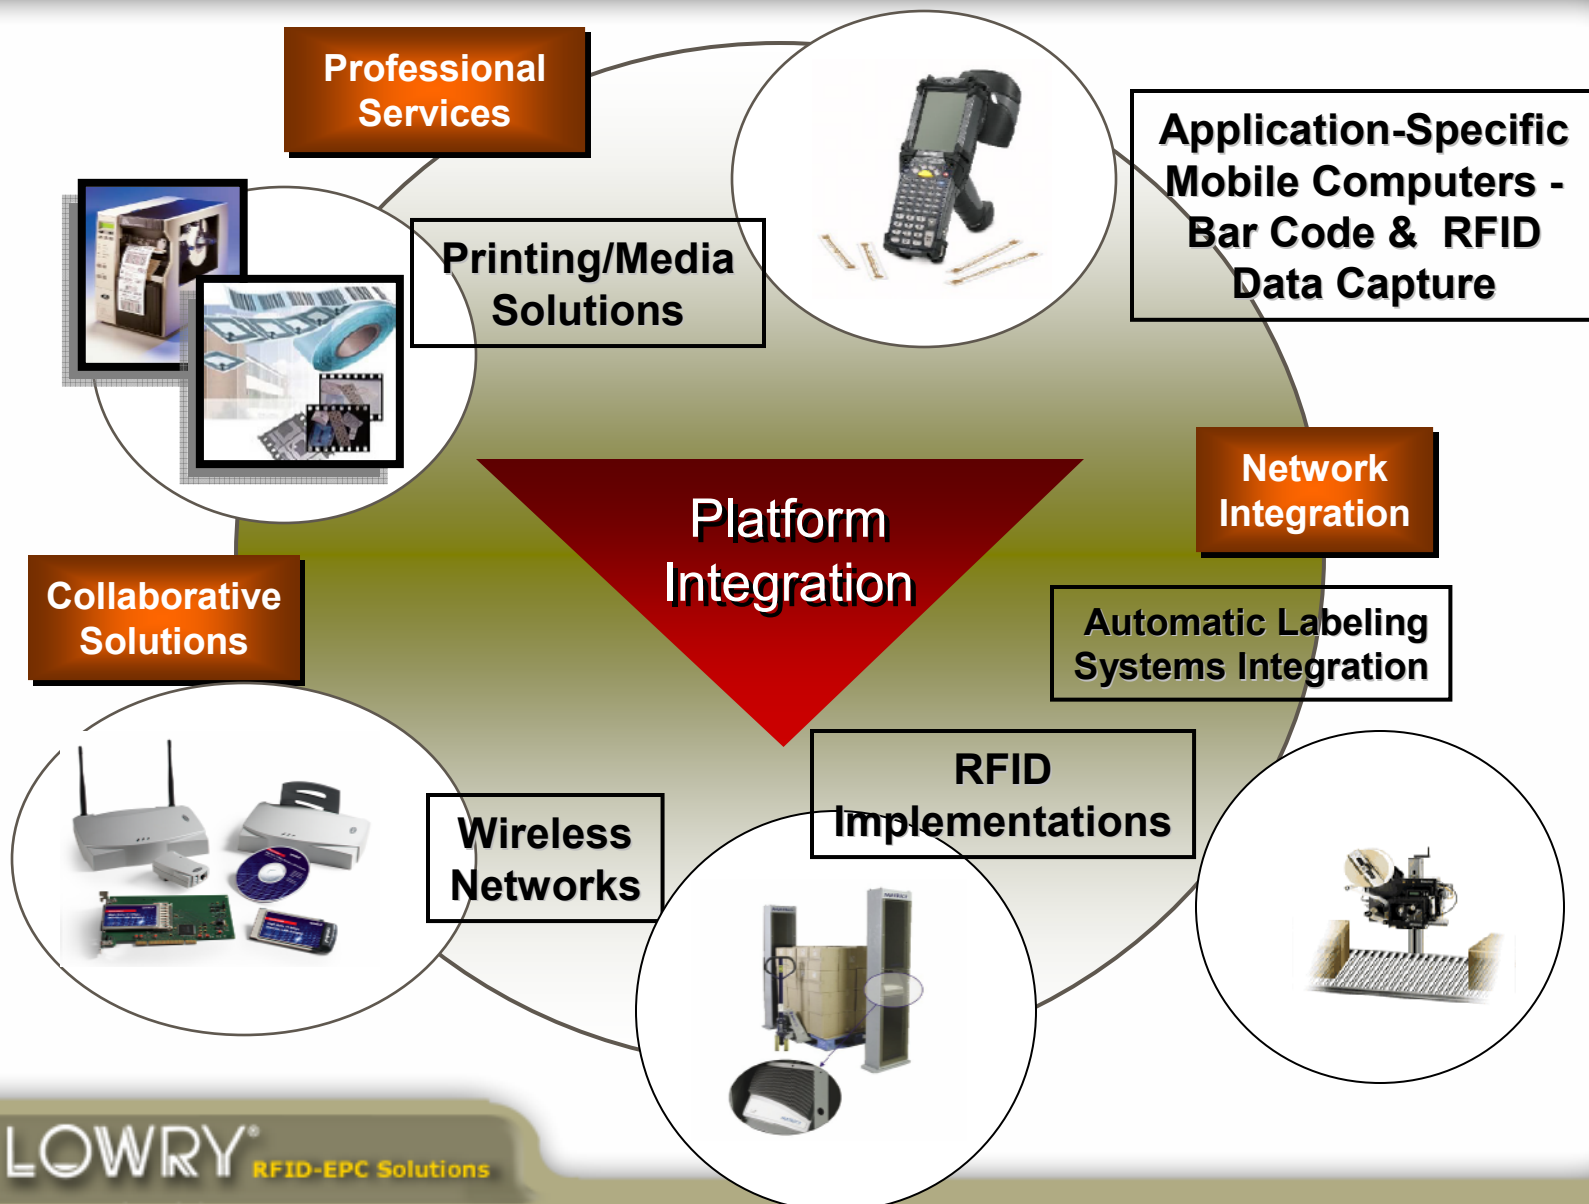 Professional
Services
Application-Specific
Mobile Computers -
Bar Code & RFID
Data Capture
Printing/Media
Solutions
Network
Integration
Platform
Integration
Collaborative
Solutions
Automatic Labeling
Systems Integration
RFID
Implementations
Wireless
Networks
LOWRY®
RFID-EPC Solutions